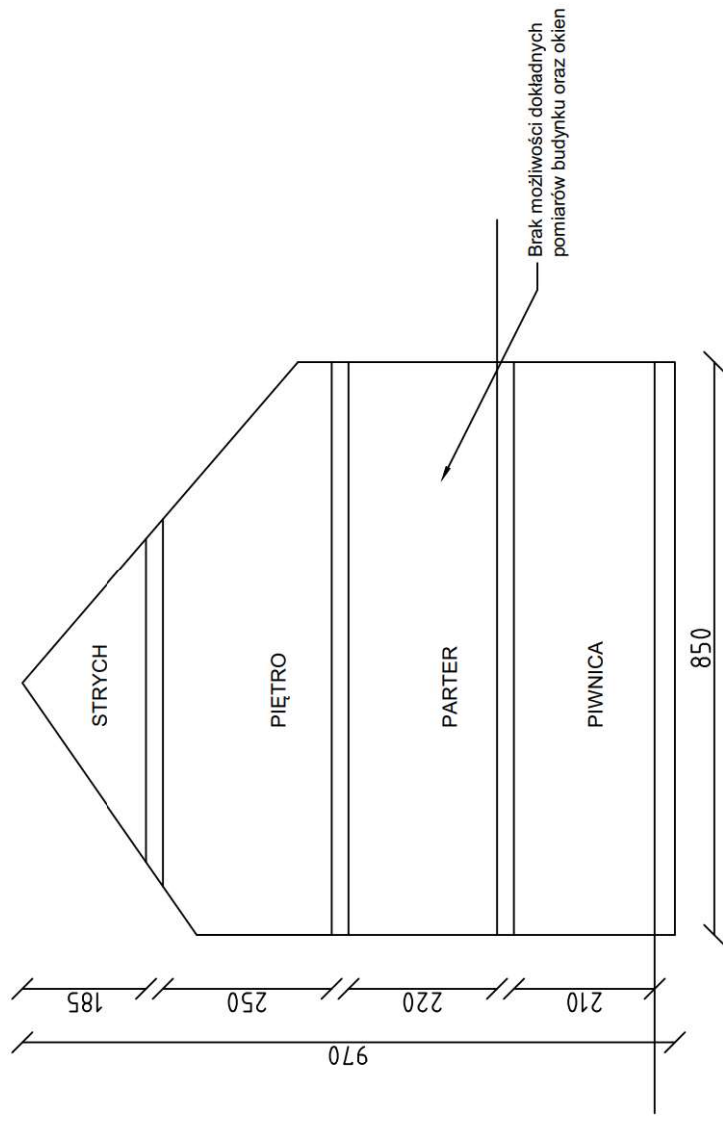 STRYCH
PIĘTRO
PARTER
PIWNICA
185
250
220
210
970
850
Brak możliwości dokładnych
pomiarów budynku oraz okien